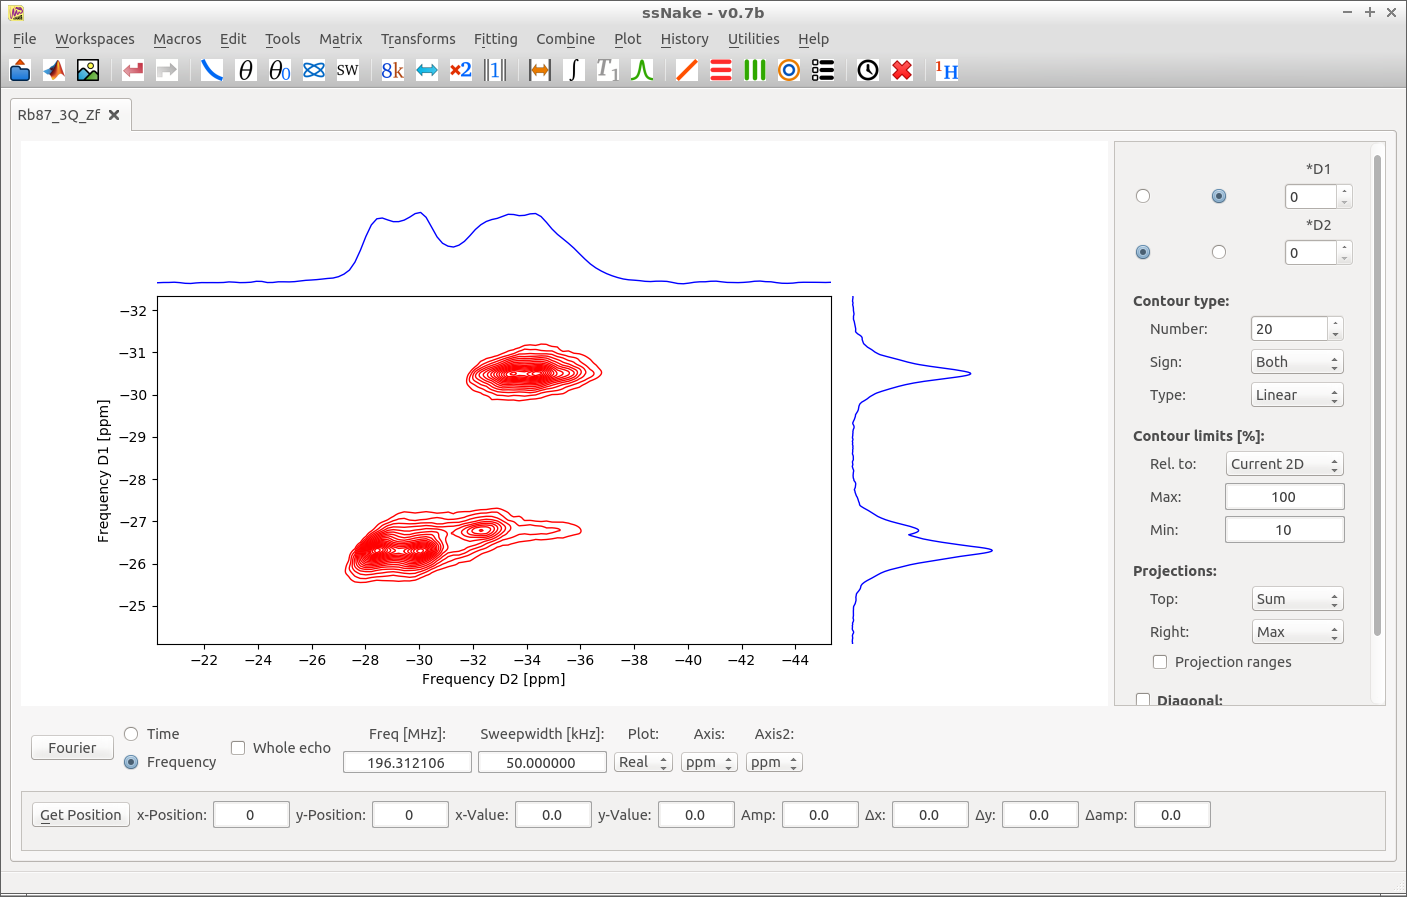 ssNake - v0.7b
File Workspaces Macros Edit Tools Matrix Transforms Fitting Combine Plot History Utilities Help
θ θ0 SW 8k ×2 |1| ∫ T1 1H
Rb87_3Q_Zf
*D1
0
*D2
0
Contour type:
Number: 20
Sign: Both
Type: Linear
Contour limits [%]:
Rel. to: Current 2D
Max: 100
Min: 10
Projections:
Top: Sum
Right: Max
Projection ranges
Diagonal:
−32
−31
−30
−29
−28
−27
−26
−25
Frequency D1 [ppm]
−22 −24 −26 −28 −30 −32 −34 −36 −38 −40 −42 −44
Frequency D2 [ppm]
Fourier
Time
Frequency
Whole echo
Freq [MHz]: Sweepwidth [kHz]: Plot: Axis: Axis2:
196.312106 50.000000 Real ppm ppm
Get Position x-Position: 0 y-Position: 0 x-Value: 0.0 y-Value: 0.0 Amp: 0.0 Δx: 0.0 Δy: 0.0 Δamp: 0.0